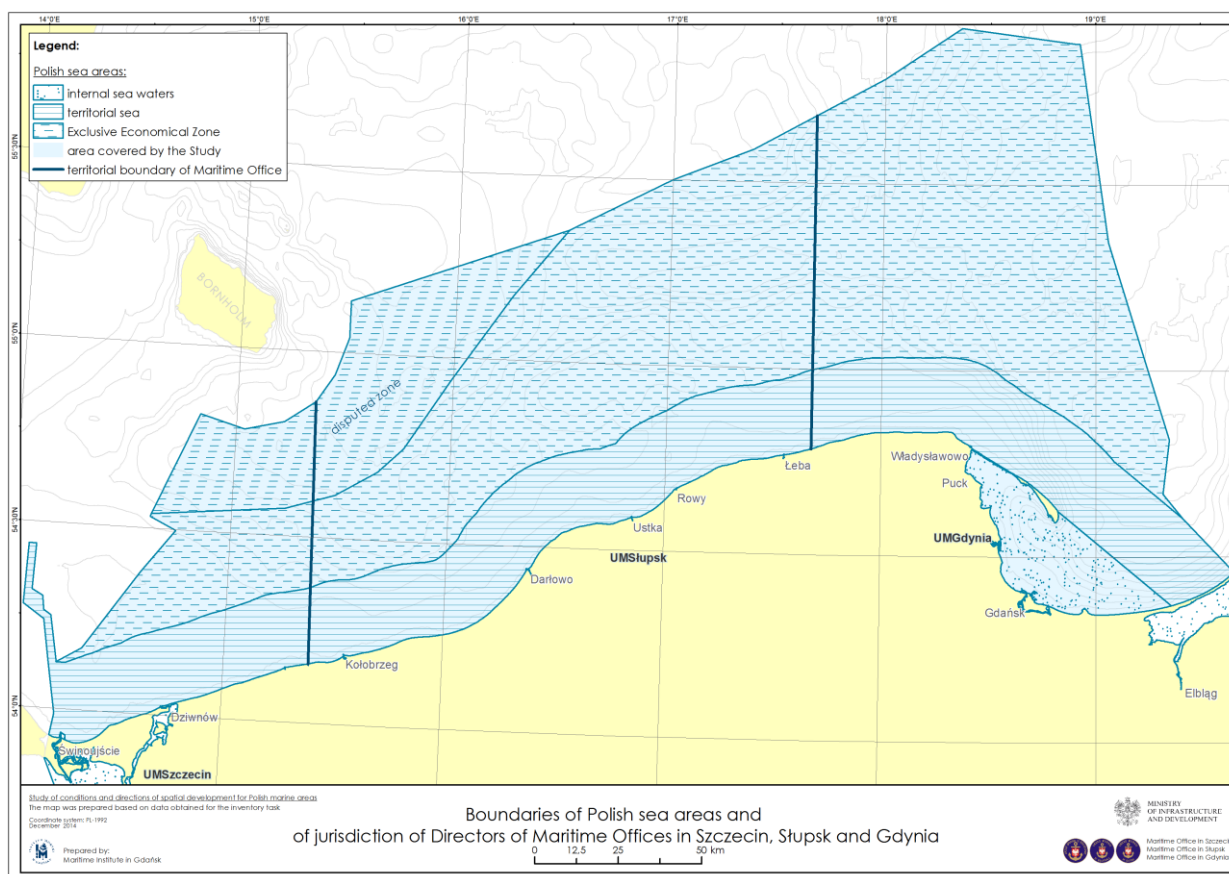 14°0'E
15°0'E
16°0'E
17°0'E
18°0'E
19°0'E
Legend:
Polish sea areas:
internal sea waters
territorial sea
Exclusive Economical Zone
area covered by the Study
territorial boundary of Maritime Office
55°30'N
55°0'N
54°30'N
54°0'N
BORNHOLM
disputed zone
Władysławowo
Puck
Łeba
Rowy
Ustka
UMGdynia
UMSłupsk
Darłowo
Gdańsk
Kołobrzeg
Elbląg
Dziwnów
Świnoujście
UMSzczecin
Study of conditions and directions of spatial development for Polish marine areas
The map was prepared based on data obtained for the inventory task
Coordinate system: PL-1992
December 2014
Prepared by:
Maritime Institute in Gdańsk
Boundaries of Polish sea areas and
of jurisdiction of Directors of Maritime Offices in Szczecin, Słupsk and Gdynia
0 12.5 25 50 km
MINISTRY
OF INFRASTRUCTURE
AND DEVELOPMENT
Maritime Office in Szczecin
Maritime Office in Słupsk
Maritime Office in Gdynia